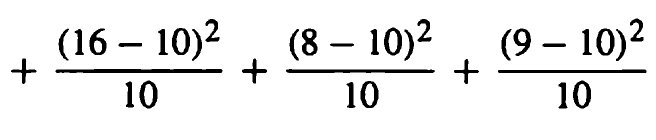 + (16 – 10)²/10 + (8 – 10)²/10 + (9 – 10)²/10